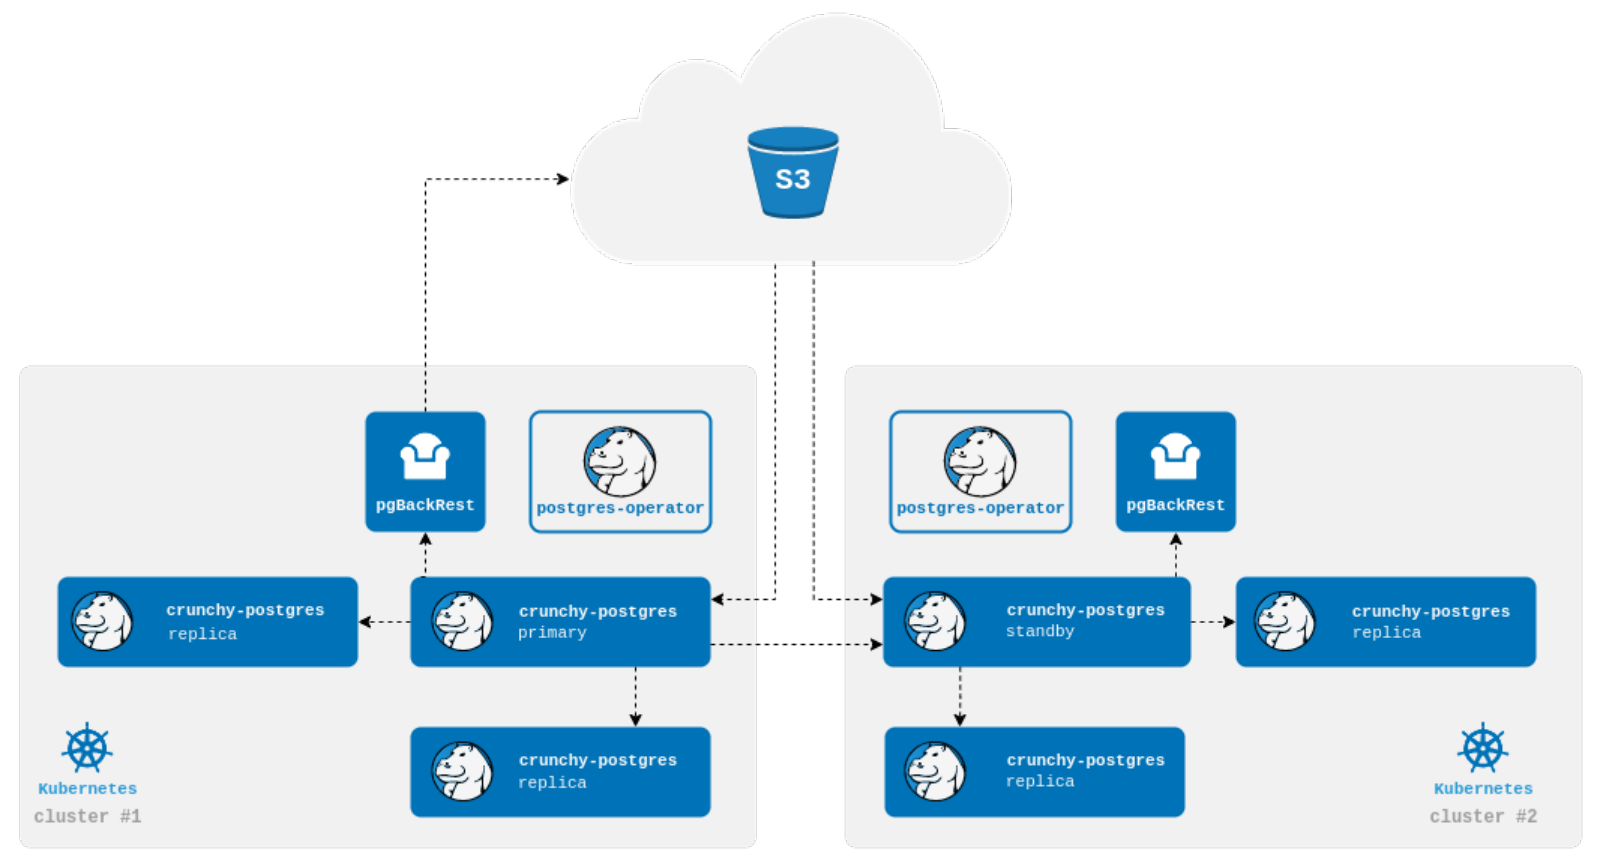 S3
pgBackRest
postgres-operator
crunchy-postgres
replica
crunchy-postgres
primary
crunchy-postgres
replica
Kubernetes
cluster #1
postgres-operator
pgBackRest
crunchy-postgres
standby
crunchy-postgres
replica
crunchy-postgres
replica
Kubernetes
cluster #2